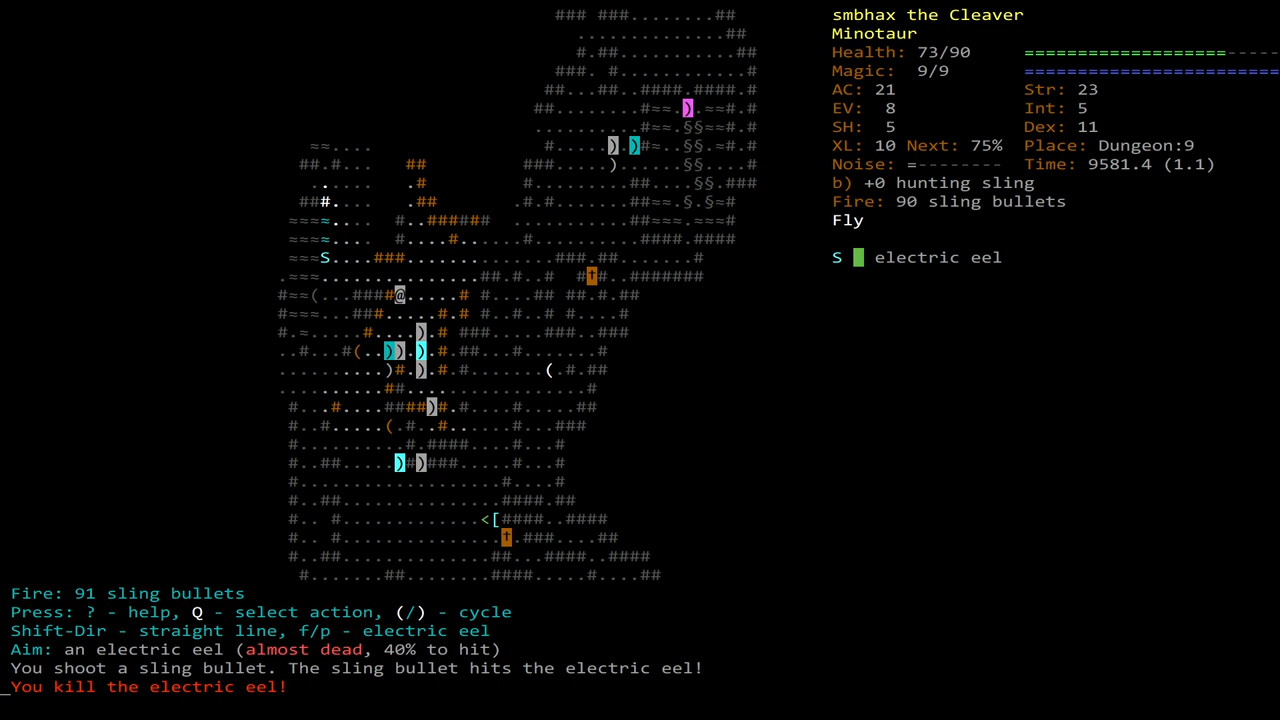 smbhax the Cleaver
Minotaur
Health: 73/90 ===================-----
Magic: 9/9 ========================
AC: 21 Str: 23
EV: 8 Int: 5
SH: 5 Dex: 11
XL: 10 Next: 75% Place: Dungeon:9
Noise: =-------- Time: 9581.4 (1.1)
b) +0 hunting sling
Fire: 90 sling bullets
Fly
S electric eel
Fire: 91 sling bullets
Press: ? - help, Q - select action, (/) - cycle
Shift-Dir - straight line, f/p - electric eel
Aim: an electric eel (almost dead, 40% to hit)
You shoot a sling bullet. The sling bullet hits the electric eel!
_You kill the electric eel!